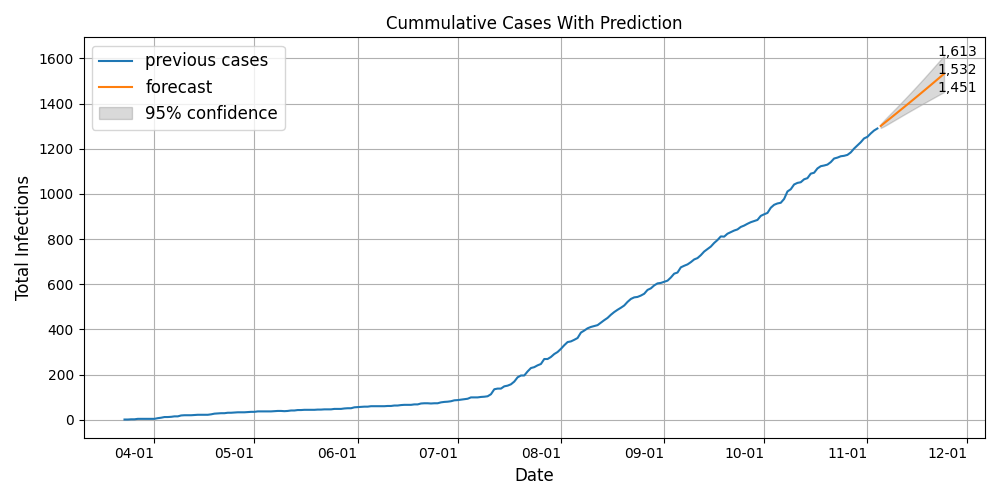 Cummulative Cases With Prediction
previous cases
forecast
95% confidence
1,613
1,532
1,451
Total Infections
1600
1400
1200
1000
800
600
400
200
0
04-01 05-01 06-01 07-01 08-01 09-01 10-01 11-01 12-01
Date